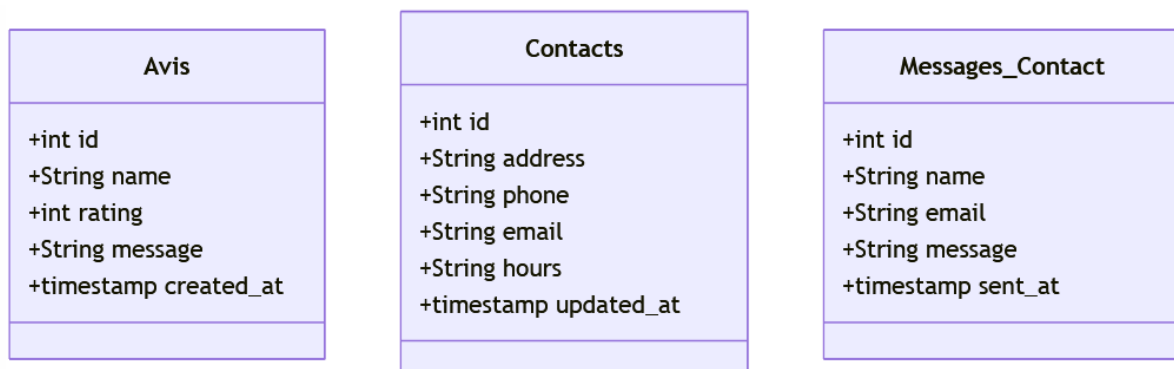 Avis
+int id
+String name
+int rating
+String message
+timestamp created_at
Contacts
+int id
+String address
+String phone
+String email
+String hours
+timestamp updated_at
Messages_Contact
+int id
+String name
+String email
+String message
+timestamp sent_at